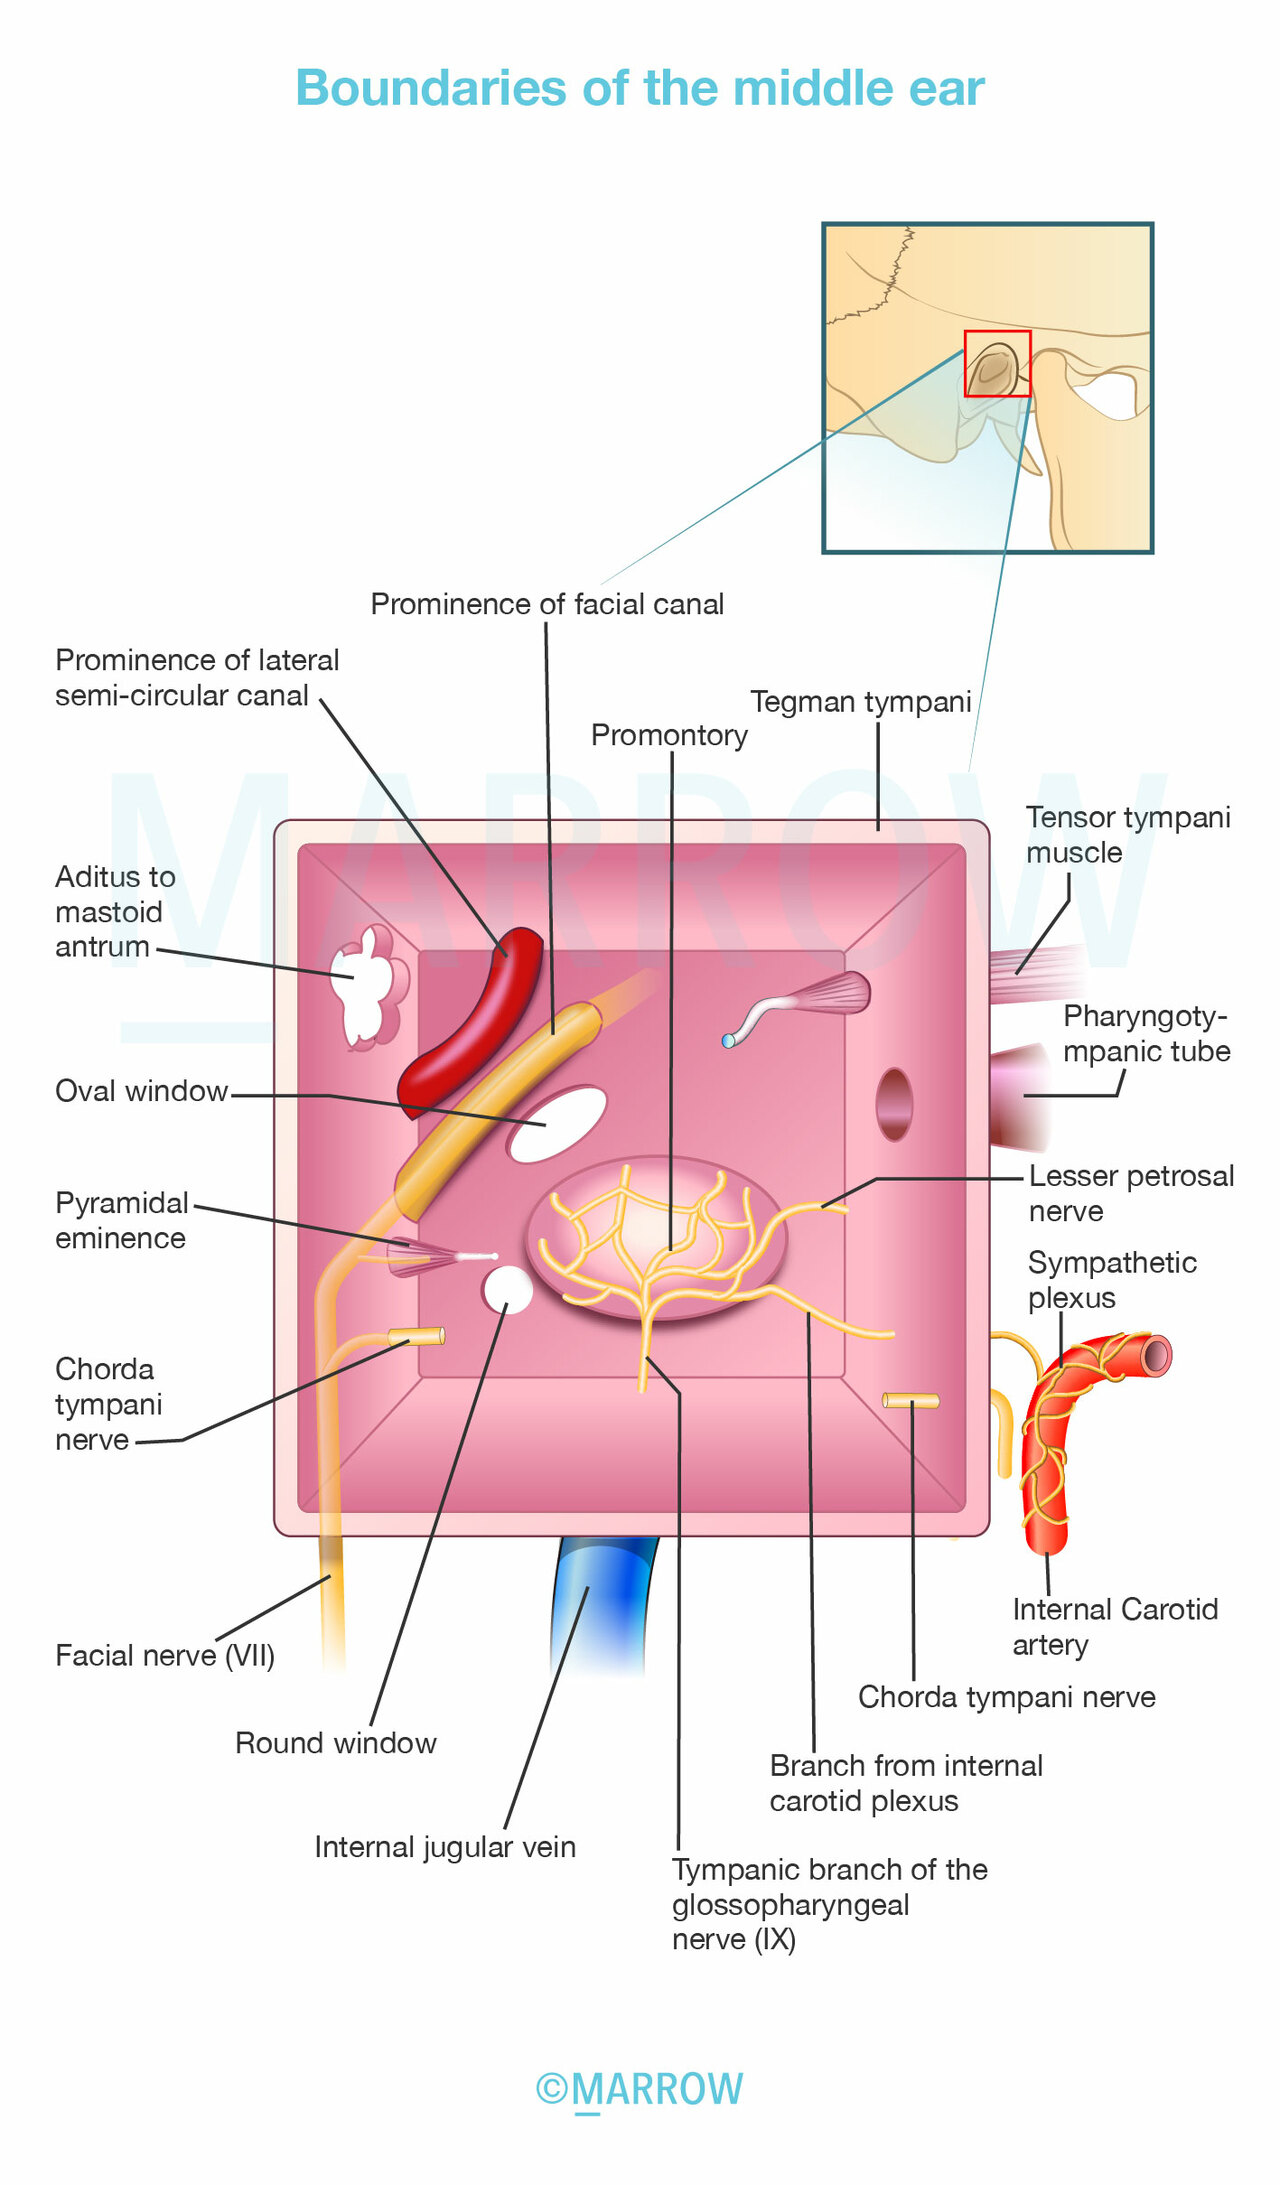 Boundaries of the middle ear
Prominence of facial canal
Prominence of lateral
semi-circular canal
Tegman tympani
Promontory
MARROW
Tensor tympani
muscle
Aditus to
mastoid
antrum
Pharyngoty-
mpanic tube
Oval window
Lesser petrosal
nerve
Pyramidal
eminence
Sympathetic
plexus
Chorda
tympani
nerve
Internal Carotid
artery
Facial nerve (VII)
Chorda tympani nerve
Round window
Branch from internal
carotid plexus
Internal jugular vein
Tympanic branch of the
glossopharyngeal
nerve (IX)
©MARROW